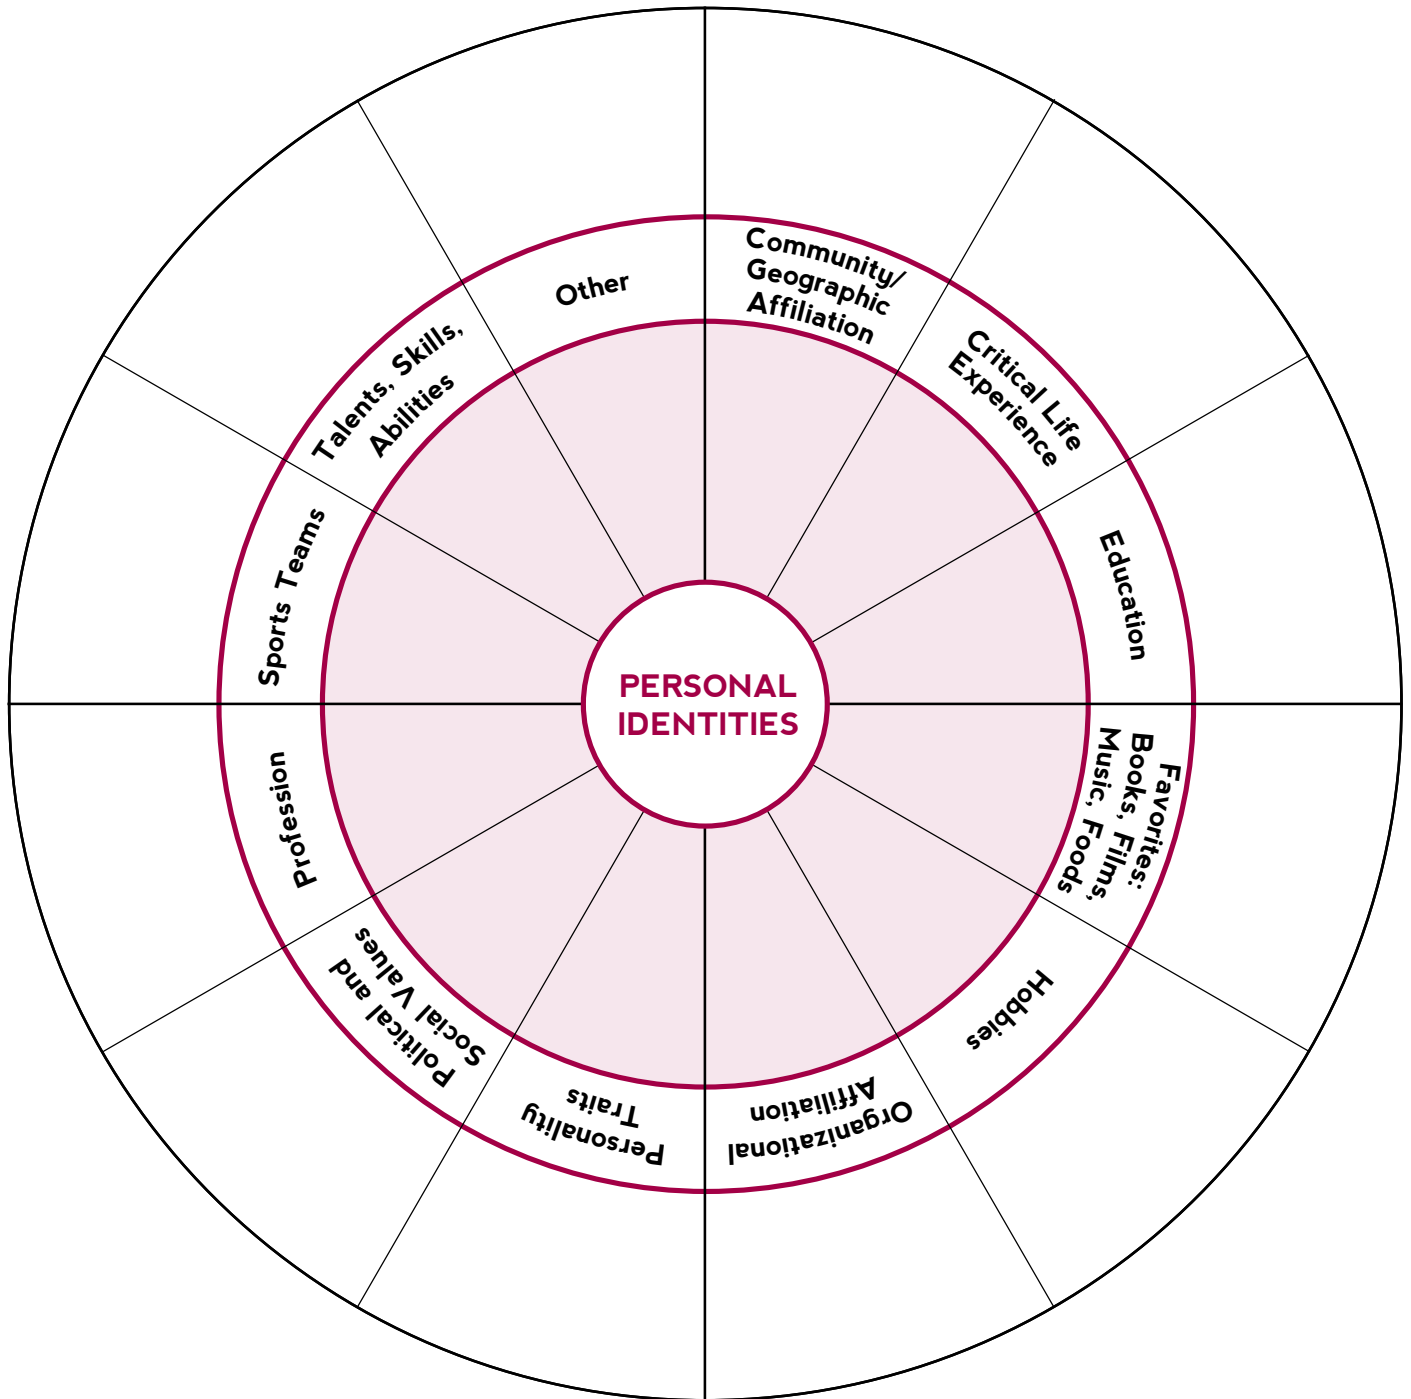 PERSONAL
IDENTITIES
Community/
Geographic
Affiliation
Critical Life
Experience
Education
Favorites:
Books, Films,
Music, Foods
Hobbies
Organizational
Affiliation
Personality
Traits
Political and
Social Values
Profession
Sports Teams
Talents, Skills,
Abilities
Other